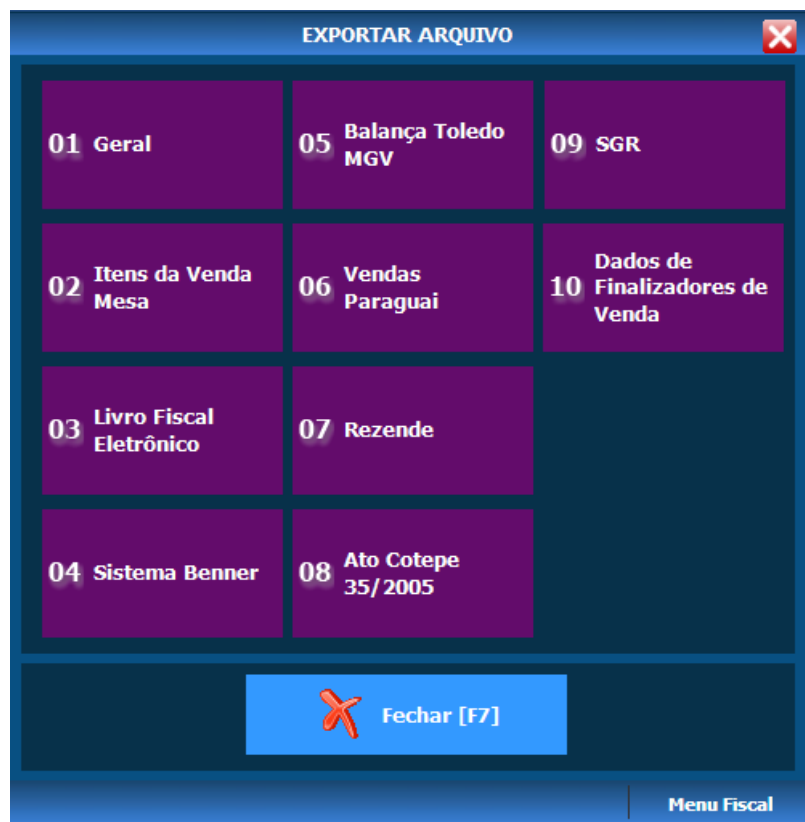 EXPORTAR ARQUIVO
01 Geral
02 Itens da Venda
Mesa
03 Livro Fiscal
Eletrônico
04 Sistema Benner
05 Balança Toledo
MGV
06 Vendas
Paraguai
07 Rezende
08 Ato Cotepe
35/2005
09 SGR
10 Dados de
Finalizadores de
Venda
Fechar [F7]
Menu Fiscal